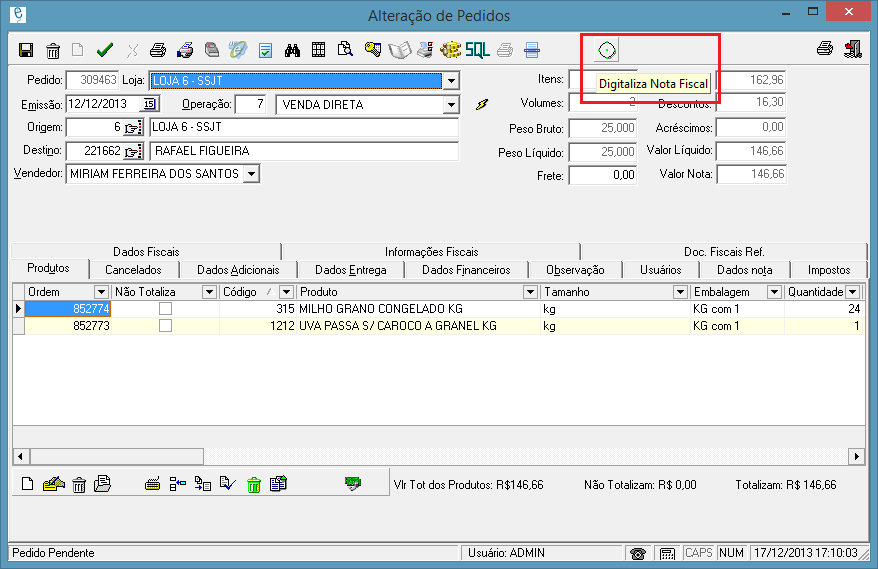 Alteração de Pedidos
SQL
Digitaliza Nota Fiscal
Pedido: 309463 Loja: LOJA 6 - SSJT Itens: 162,96
Emissão: 12/12/2013 15 Operação: 7 VENDA DIRETA Volumes: 2 Descontos: 16,30
Origem: 6 LOJA 6 - SSJT Peso Bruto: 25,000 Acréscimos: 0,00
Destino: 221662 RAFAEL FIGUEIRA Peso Líquido: 25,000 Valor Líquido: 146,66
Vendedor: MIRIAM FERREIRA DOS SANTOS Frete: 0,00 Valor Nota: 146,66
Dados Fiscais Informações Fiscais Doc. Fiscais Ref.
Produtos Cancelados Dados Adicionais Dados Entrega Dados Financeiros Observação Usuários Dados nota Impostos
Ordem Não Totaliza Código Produto Tamanho Embalagem Quantidade
852774 315 MILHO GRANO CONGELADO KG kg KG com 1 24
852773 1212 UVA PASSA S/ CAROCO A GRANEL KG kg KG com 1 1
Vlr Tot dos Produtos: R$146,66 Não Totalizam: R$ 0,00 Totalizam: R$ 146,66
Pedido Pendente Usuário: ADMIN CAPS NUM 17/12/2013 17:10:03